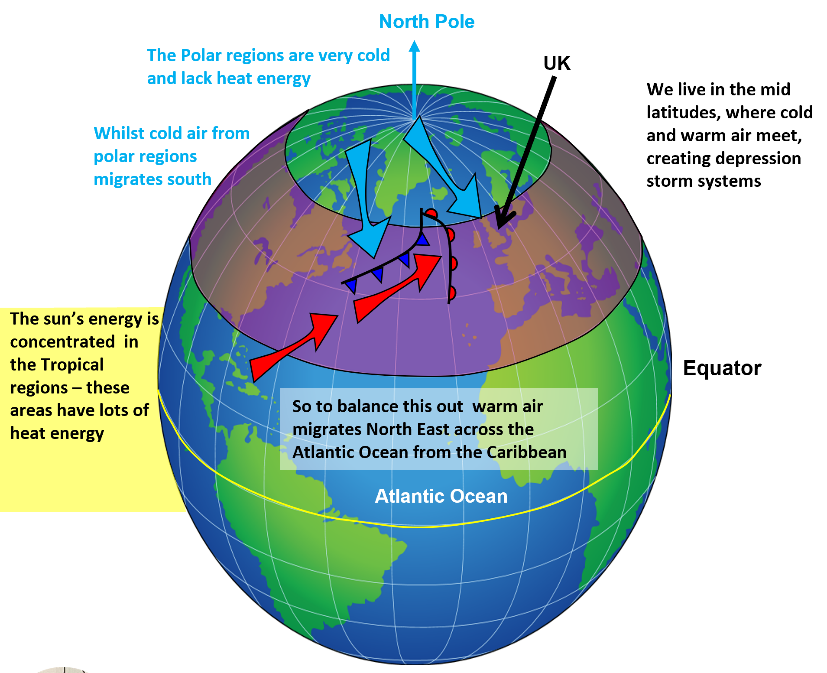 North Pole
The Polar regions are very cold
and lack heat energy
UK
We live in the mid
latitudes, where cold
and warm air meet,
creating depression
storm systems
Whilst cold air from
polar regions
migrates south
The sun's energy is
concentrated in
the Tropical
regions – these
areas have lots of
heat energy
Equator
So to balance this out warm air
migrates North East across the
Atlantic Ocean from the Caribbean
Atlantic Ocean